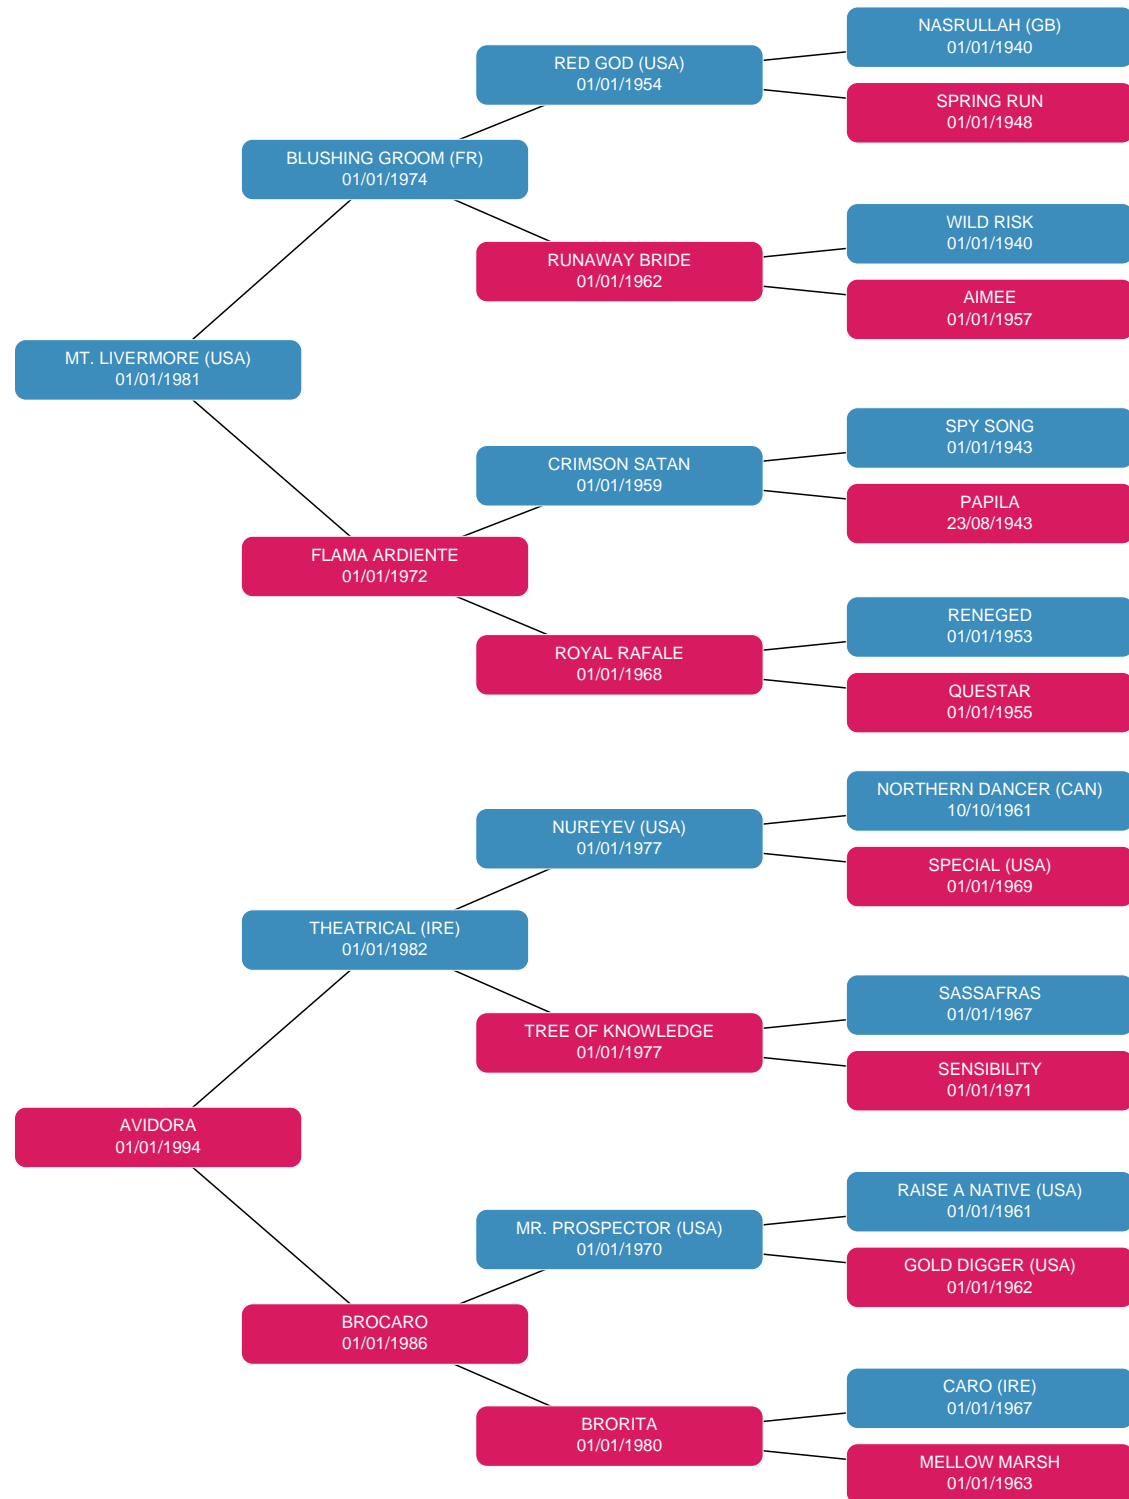 NASRULLAH (GB)
01/01/1940
RED GOD (USA)
01/01/1954
SPRING RUN
01/01/1948
BLUSHING GROOM (FR)
01/01/1974
WILD RISK
01/01/1940
RUNAWAY BRIDE
01/01/1962
AIMEE
01/01/1957
MT. LIVERMORE (USA)
01/01/1981
SPY SONG
01/01/1943
CRIMSON SATAN
01/01/1959
PAPILA
23/08/1943
FLAMA ARDIENTE
01/01/1972
RENEGED
01/01/1953
ROYAL RAFALE
01/01/1968
QUESTAR
01/01/1955
NORTHERN DANCER (CAN)
10/10/1961
NUREYEV (USA)
01/01/1977
SPECIAL (USA)
01/01/1969
THEATRICAL (IRE)
01/01/1982
SASSAFRAS
01/01/1967
TREE OF KNOWLEDGE
01/01/1977
SENSIBILITY
01/01/1971
AVIDORA
01/01/1994
RAISE A NATIVE (USA)
01/01/1961
MR. PROSPECTOR (USA)
01/01/1970
GOLD DIGGER (USA)
01/01/1962
BROCARO
01/01/1986
CARO (IRE)
01/01/1967
BRORITA
01/01/1980
MELLOW MARSH
01/01/1963